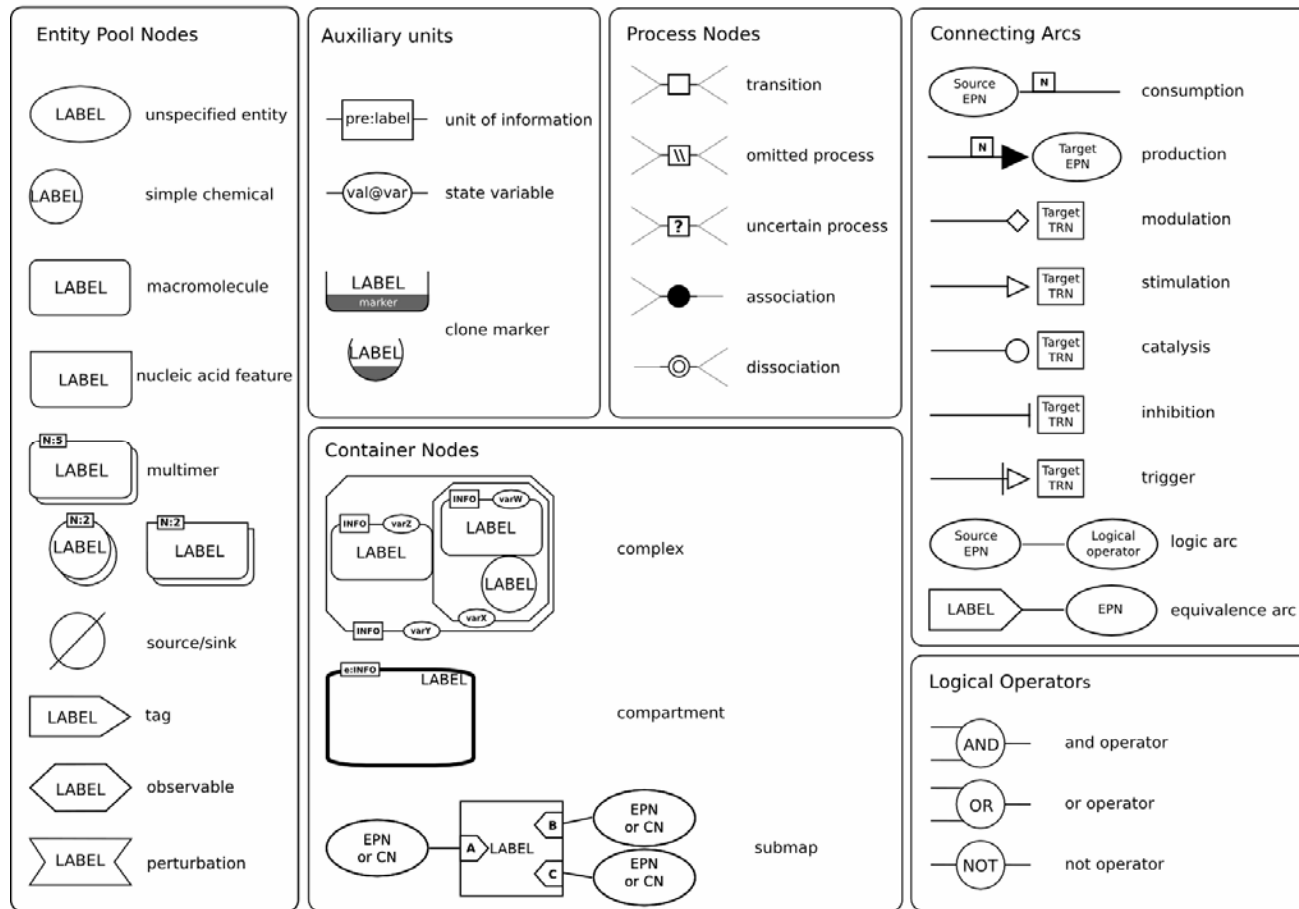 Entity Pool Nodes
LABEL
unspecified entity
LABEL
simple chemical
LABEL
macromolecule
LABEL
nucleic acid feature
N:5
LABEL
multimer
N:2
LABEL
N:2
LABEL
source/sink
LABEL
tag
LABEL
observable
LABEL
perturbation
Auxiliary units
pre:label
unit of information
val@var
state variable
LABEL
marker
clone marker
LABEL
Process Nodes
transition
\\
omitted process
?
uncertain process
association
dissociation
Container Nodes
INFO
varW
INFO
varZ
LABEL
LABEL
complex
LABEL
varX
INFO
varY
e:INFO
LABEL
compartment
EPN
or CN
A
LABEL
B
EPN
or CN
submap
C
EPN
or CN
Connecting Arcs
Source
EPN
N
consumption
N
Target
EPN
production
Target
TRN
modulation
Target
TRN
stimulation
Target
TRN
catalysis
Target
TRN
inhibition
Target
TRN
trigger
Source
EPN
Logical
operator
logic arc
LABEL
EPN
equivalence arc
Logical Operators
AND
and operator
OR
or operator
NOT
not operator